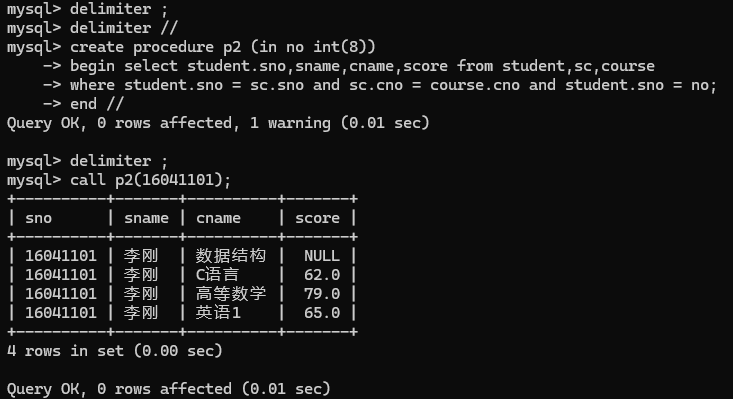 mysql> delimiter ;
mysql> delimiter //
mysql> create procedure p2 (in no int(8))
    -> begin select student.sno,sname,cname,score from student,sc,course
    -> where student.sno = sc.sno and sc.cno = course.cno and student.sno = no;
    -> end //
Query OK, 0 rows affected, 1 warning (0.01 sec)

mysql> delimiter ;
mysql> call p2(16041101);
+----------+-------+----------+-------+
| sno      | sname | cname    | score |
+----------+-------+----------+-------+
| 16041101 | 李刚  | 数据结构 |  NULL |
| 16041101 | 李刚  | C语言    |  62.0 |
| 16041101 | 李刚  | 高等数学 |  79.0 |
| 16041101 | 李刚  | 英语1    |  65.0 |
+----------+-------+----------+-------+
4 rows in set (0.00 sec)

Query OK, 0 rows affected (0.01 sec)